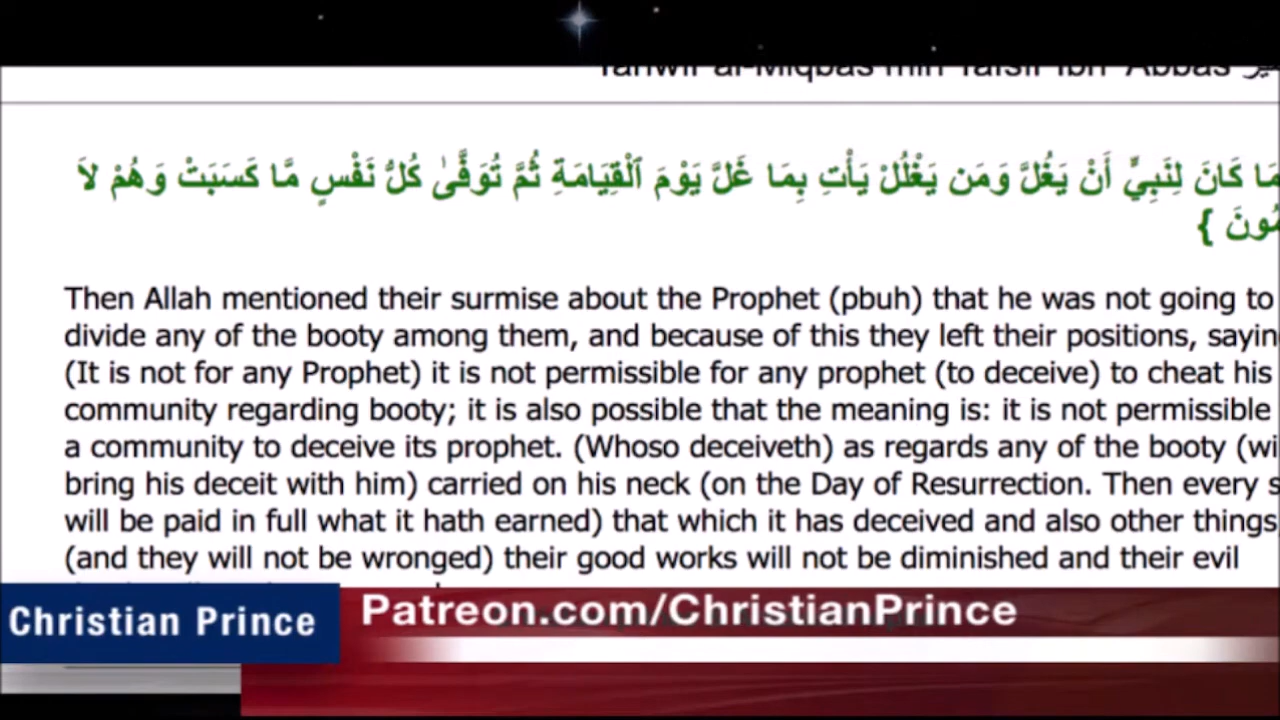 Tanwîr al-Miqbâs min Tafsîr Ibn 'Abbâs
مَا كَانَ لِنَبِيٍّ أَنْ يَغُلَّ وَمَن يَغْلُلْ يَأْتِ بِمَا غَلَّ يَوْمَ ٱلْقِيَامَةِ ثُمَّ تُوَفَّىٰ كُلُّ نَفْسٍ مَّا كَسَبَتْ وَهُمْ لاَ
}
Then Allah mentioned their surmise about the Prophet (pbuh) that he was not going to
divide any of the booty among them, and because of this they left their positions, sayin
(It is not for any Prophet) it is not permissible for any prophet (to deceive) to cheat his
community regarding booty; it is also possible that the meaning is: it is not permissible
a community to deceive its prophet. (Whoso deceiveth) as regards any of the booty (wi
bring his deceit with him) carried on his neck (on the Day of Resurrection. Then every s
will be paid in full what it hath earned) that which it has deceived and also other things,
(and they will not be wronged) their good works will not be diminished and their evil
Christian Prince
Patreon.com/ChristianPrince